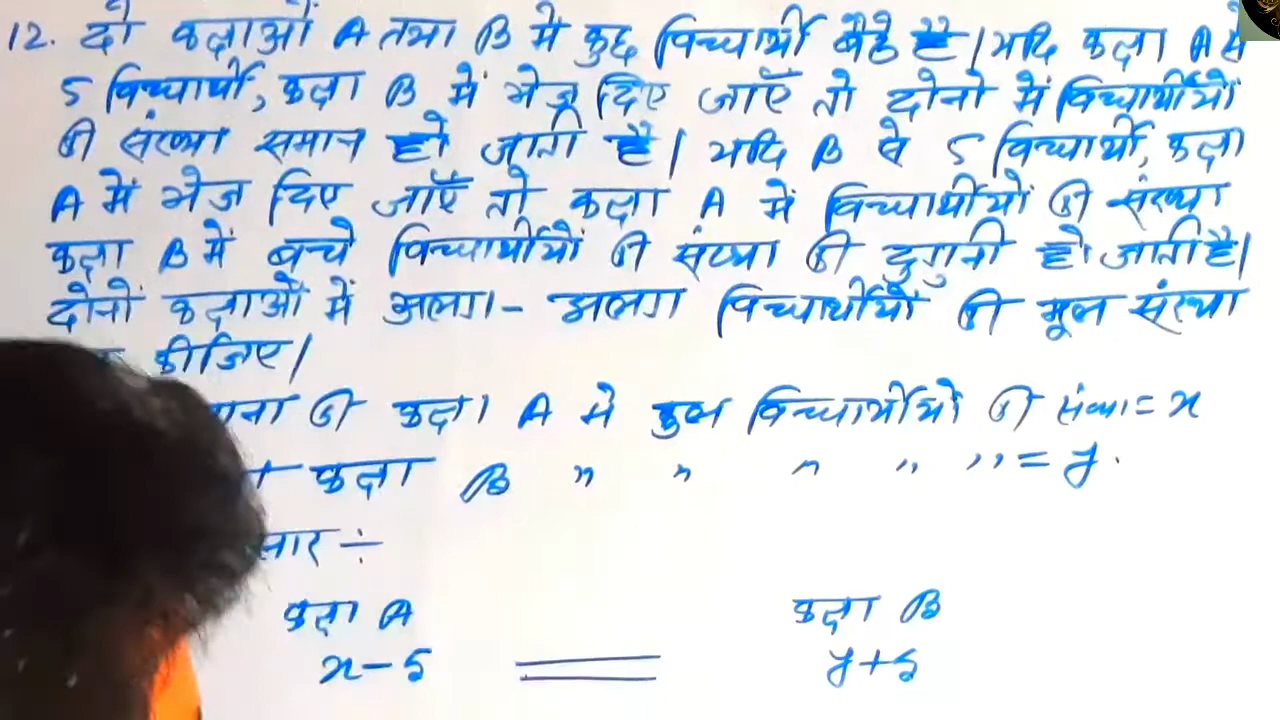 12. दो कक्षाओं A तथा B में कुछ विद्यार्थी बैठे है। यदि कक्षा A से
5 विद्यार्थी, कक्षा B में भेज दिए जाएँ तो दोनो में विद्यार्थीयों
की संख्या समान हो जाती है। यदि B से 5 विद्यार्थी, कक्षा
A में भेज दिए जाएँ तो कक्षा A में विद्यार्थीयों की संख्या
कक्षा B में बच्चे विद्यार्थीयों की संख्या की दुगुनी हो जाती है।
दोनों कक्षाओं में अलग - अलग विद्यार्थीयों की मूल संख्या
कीजिए।
की कक्षा A में कुल विद्यार्थीयों की संख्या = x
कक्षा B " " " " " = y.
सार ÷
कक्षा A कक्षा B
x - 5 = y + 5